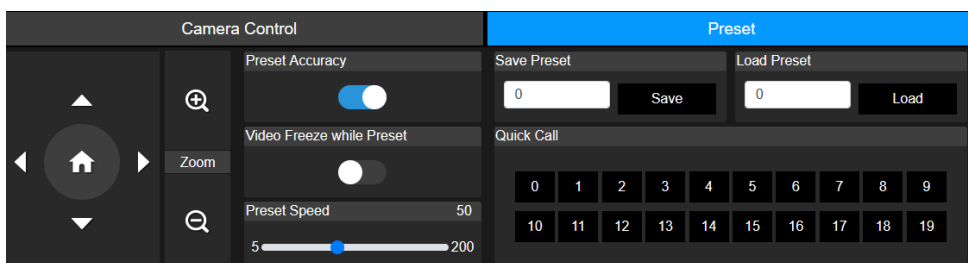 Camera Control
Preset
Preset Accuracy
Save Preset
Load Preset
0
Save
0
Load
Video Freeze while Preset
Quick Call
Zoom
0 1 2 3 4 5 6 7 8 9
Preset Speed 50
10 11 12 13 14 15 16 17 18 19
5 200